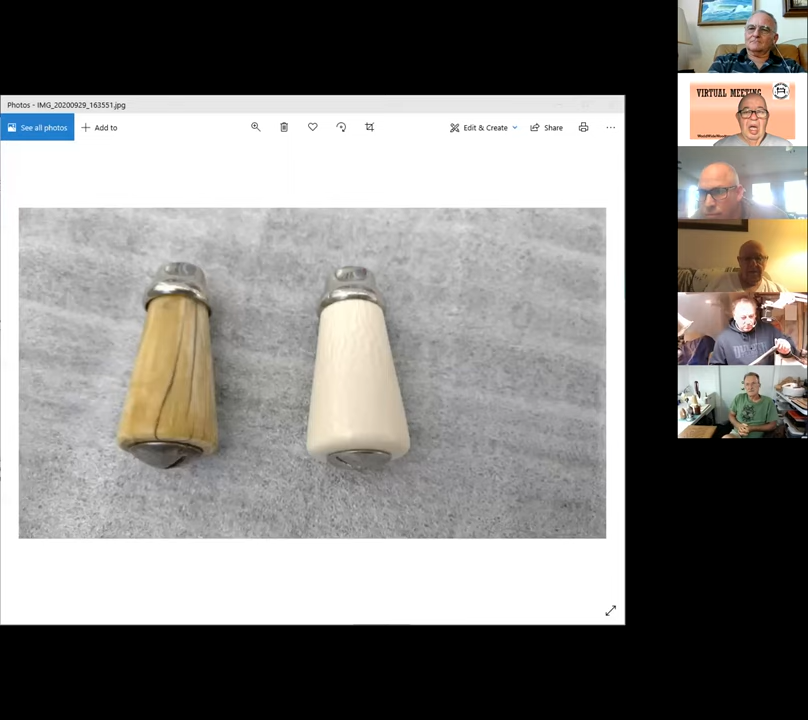 Photos - IMG_20200929_163551.jpg
See all photos
Add to
Edit & Create
Share
VIRTUAL MEETING